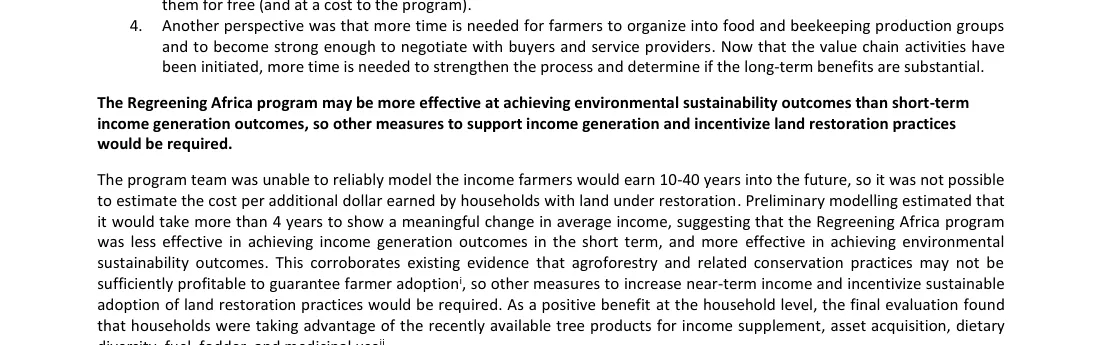 them for free (and at a cost to the program).
4. Another perspective was that more time is needed for farmers to organize into food and beekeeping production groups
and to become strong enough to negotiate with buyers and service providers. Now that the value chain activities have
been initiated, more time is needed to strengthen the process and determine if the long-term benefits are substantial.
The Regreening Africa program may be more effective at achieving environmental sustainability outcomes than short-term
income generation outcomes, so other measures to support income generation and incentivize land restoration practices
would be required.
The program team was unable to reliably model the income farmers would earn 10-40 years into the future, so it was not possible
to estimate the cost per additional dollar earned by households with land under restoration. Preliminary modelling estimated that
it would take more than 4 years to show a meaningful change in average income, suggesting that the Regreening Africa program
was less effective in achieving income generation outcomes in the short term, and more effective in achieving environmental
sustainability outcomes. This corroborates existing evidence that agroforestry and related conservation practices may not be
sufficiently profitable to guarantee farmer adoptionⁱ, so other measures to increase near-term income and incentivize sustainable
adoption of land restoration practices would be required. As a positive benefit at the household level, the final evaluation found
that households were taking advantage of the recently available tree products for income supplement, asset acquisition, dietary
diversity, fuel, fodder, and medicinal useⁱⁱ